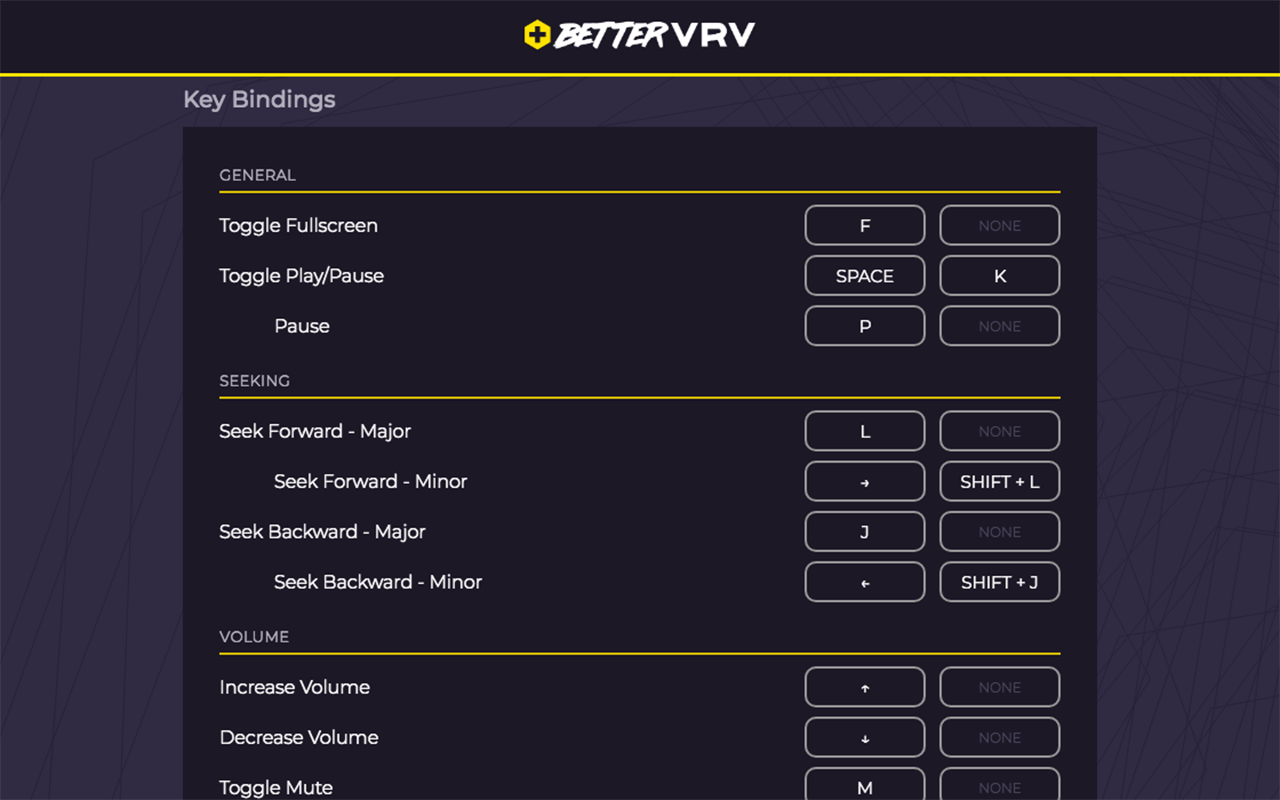 BETTER VRV
Key Bindings
GENERAL
Toggle Fullscreen F NONE
Toggle Play/Pause SPACE K
Pause P NONE
SEEKING
Seek Forward - Major L NONE
Seek Forward - Minor → SHIFT + L
Seek Backward - Major J NONE
Seek Backward - Minor ← SHIFT + J
VOLUME
Increase Volume ↑ NONE
Decrease Volume ↓ NONE
Toggle Mute M NONE